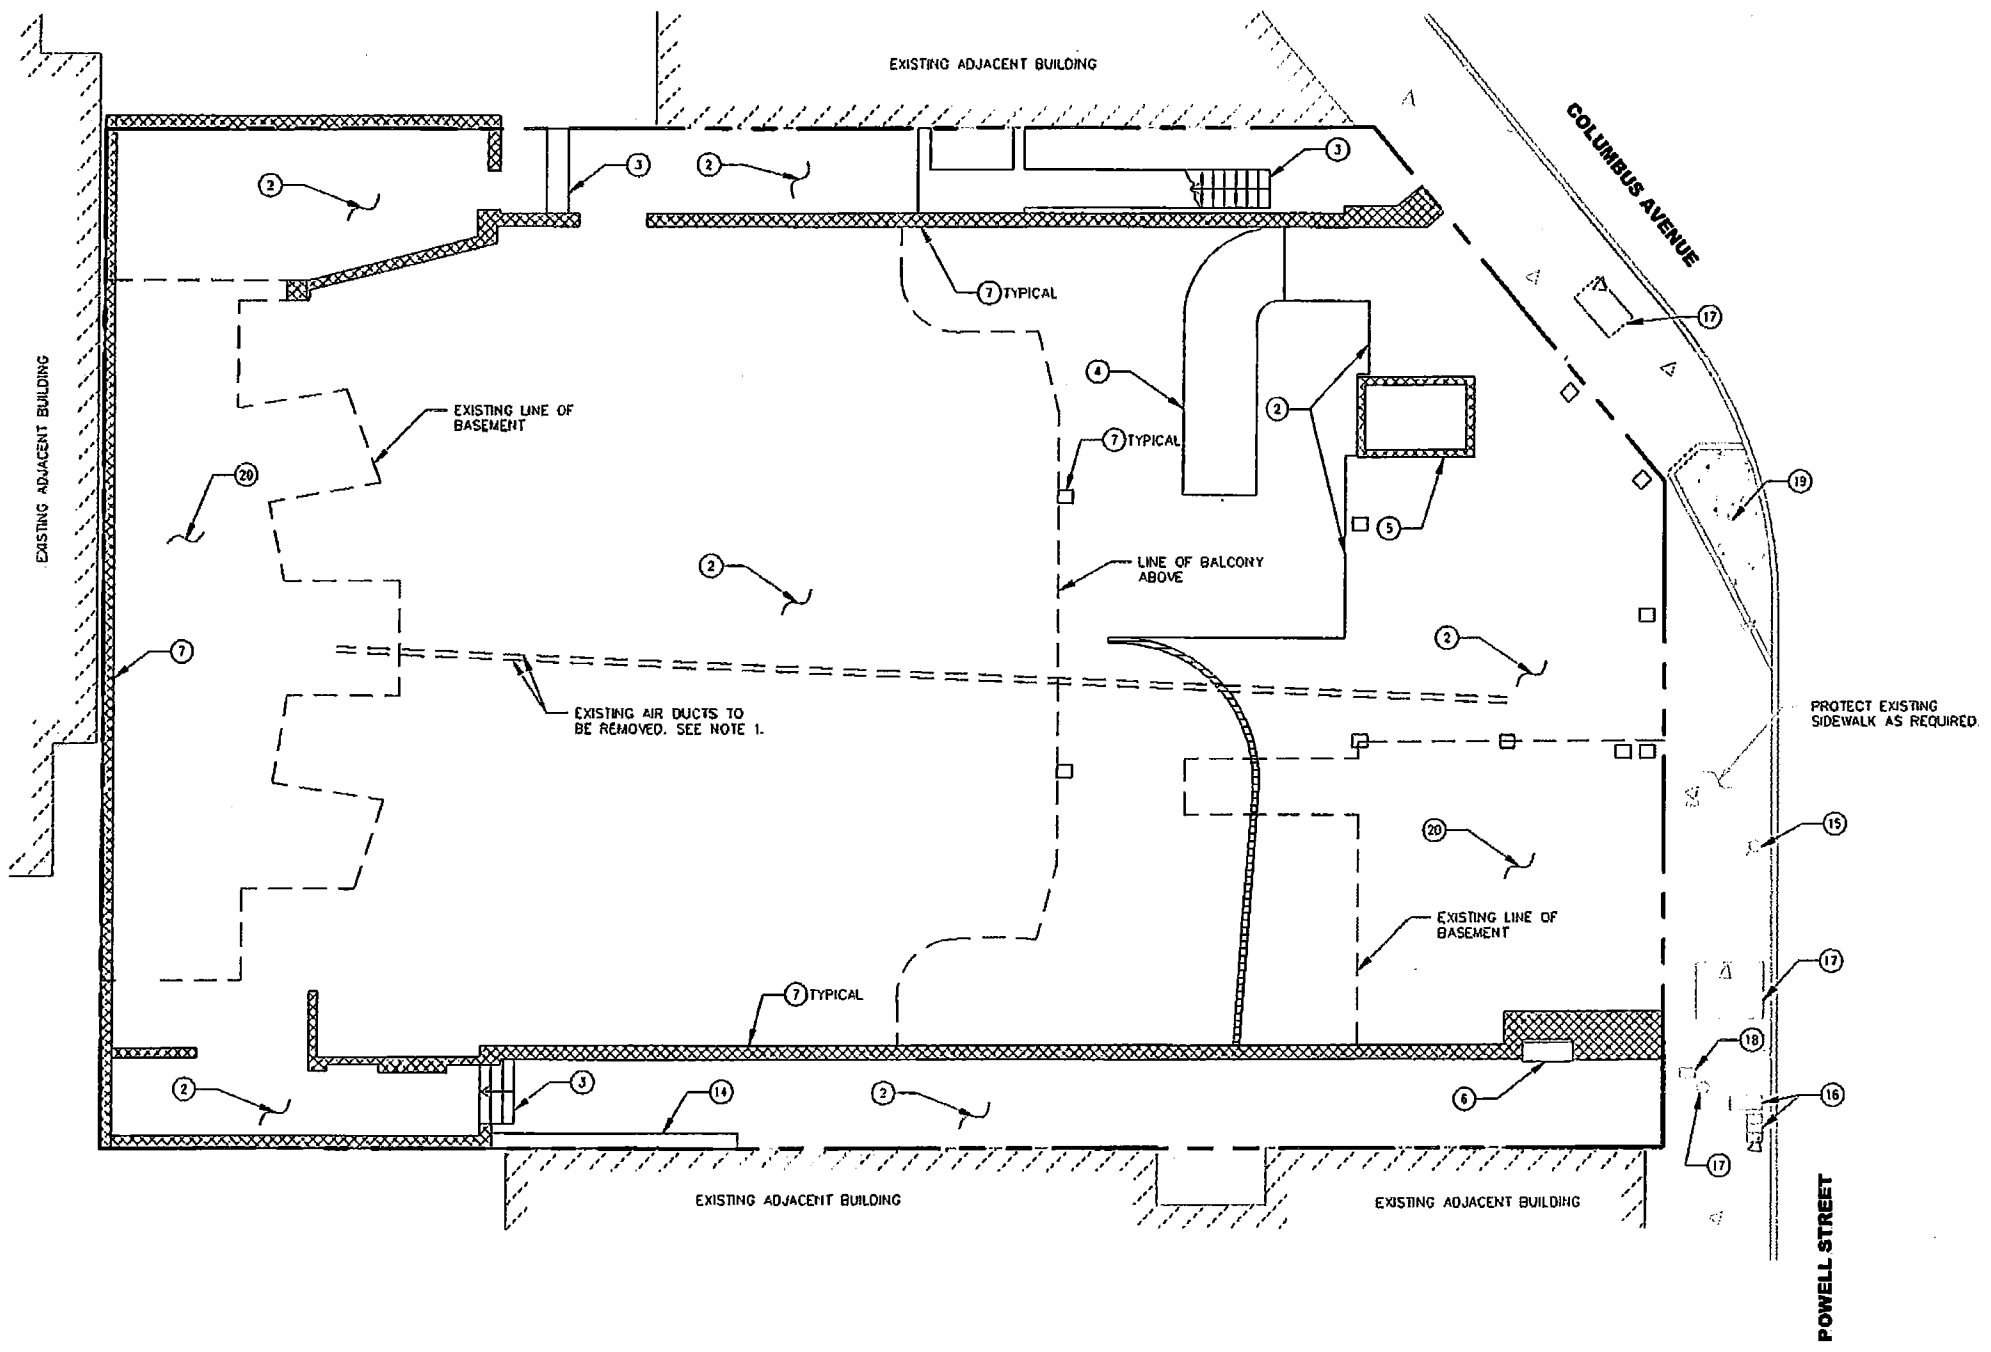 EXISTING ADJACENT BUILDING
COLUMBUS AVENUE
3
2
3
2
7 TYPICAL
17
EXISTING ADJACENT BUILDING
4
EXISTING LINE OF
BASEMENT
2
7 TYPICAL
20
19
5
2
LINE OF BALCONY
ABOVE
7
2
EXISTING AIR DUCTS TO
BE REMOVED. SEE NOTE 1.
PROTECT EXISTING
SIDEWALK AS REQUIRED.
20
15
EXISTING LINE OF
BASEMENT
17
7 TYPICAL
18
2
3
14
2
6
16
17
EXISTING ADJACENT BUILDING
EXISTING ADJACENT BUILDING
POWELL STREET